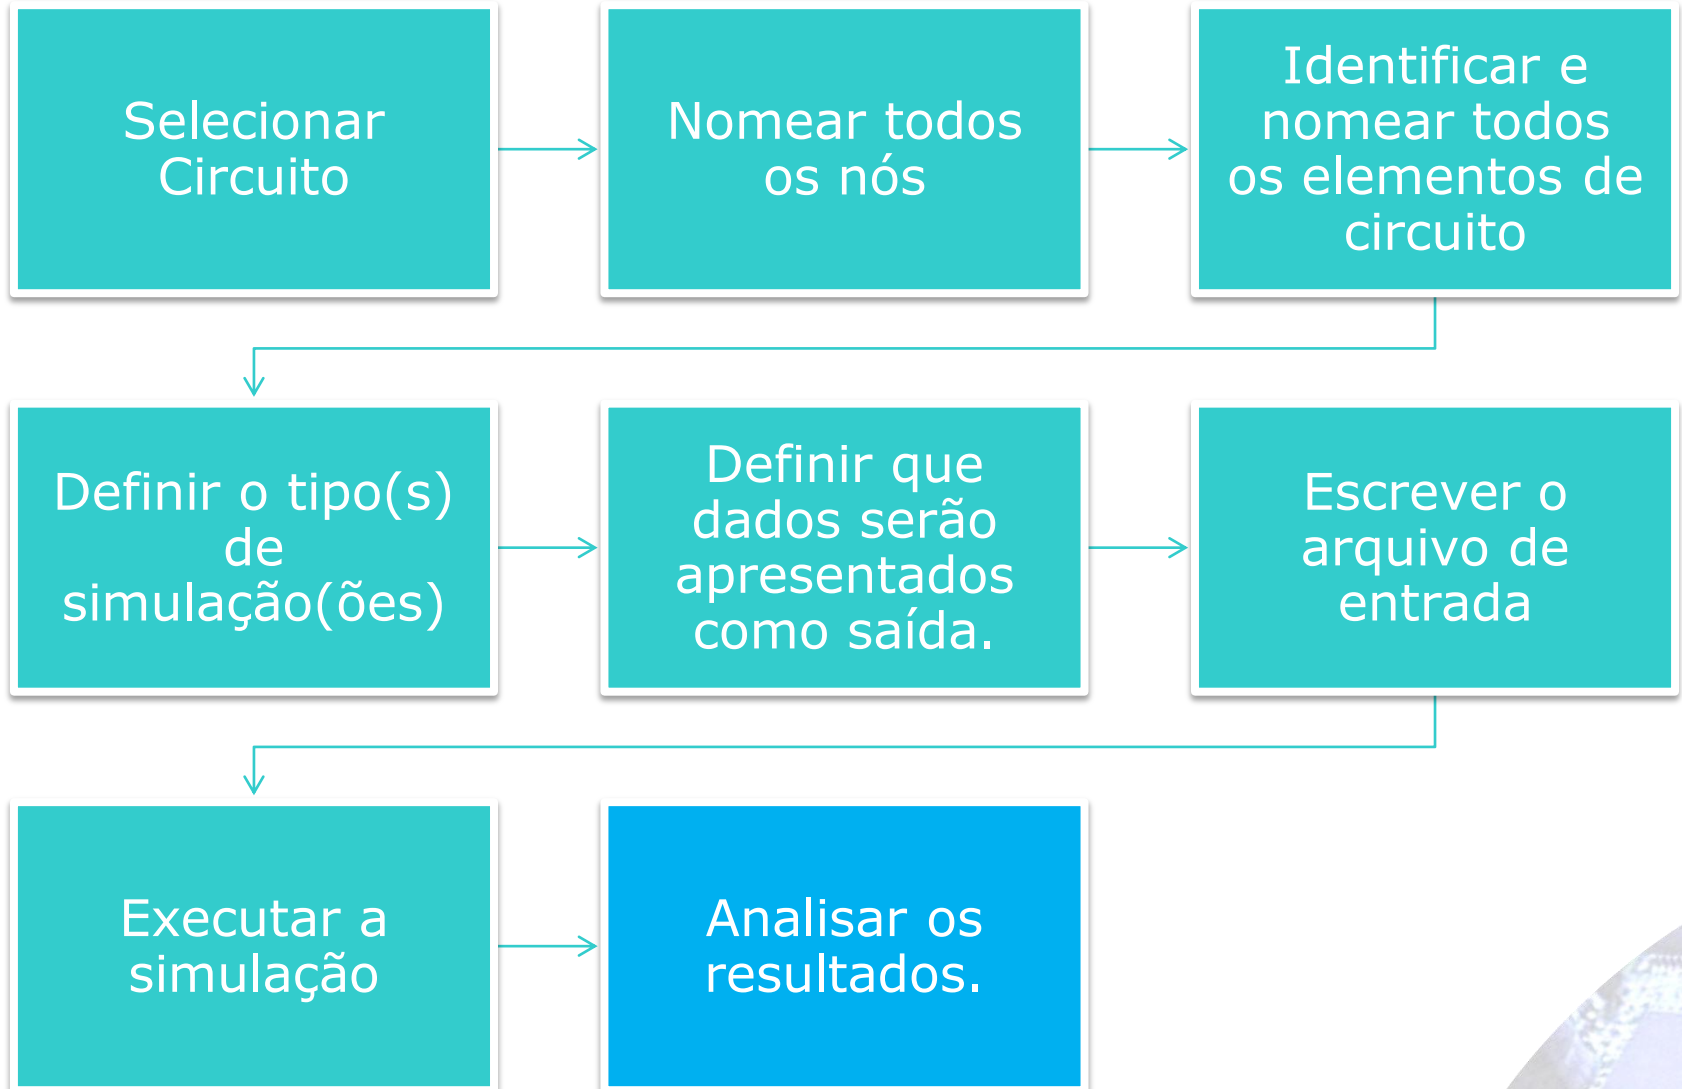 Selecionar
Circuito
Nomear todos
os nós
Identificar e
nomear todos
os elementos de
circuito
Definir o tipo(s)
de
simulação(ões)
Definir que
dados serão
apresentados
como saída.
Escrever o
arquivo de
entrada
Executar a
simulação
Analisar os
resultados.